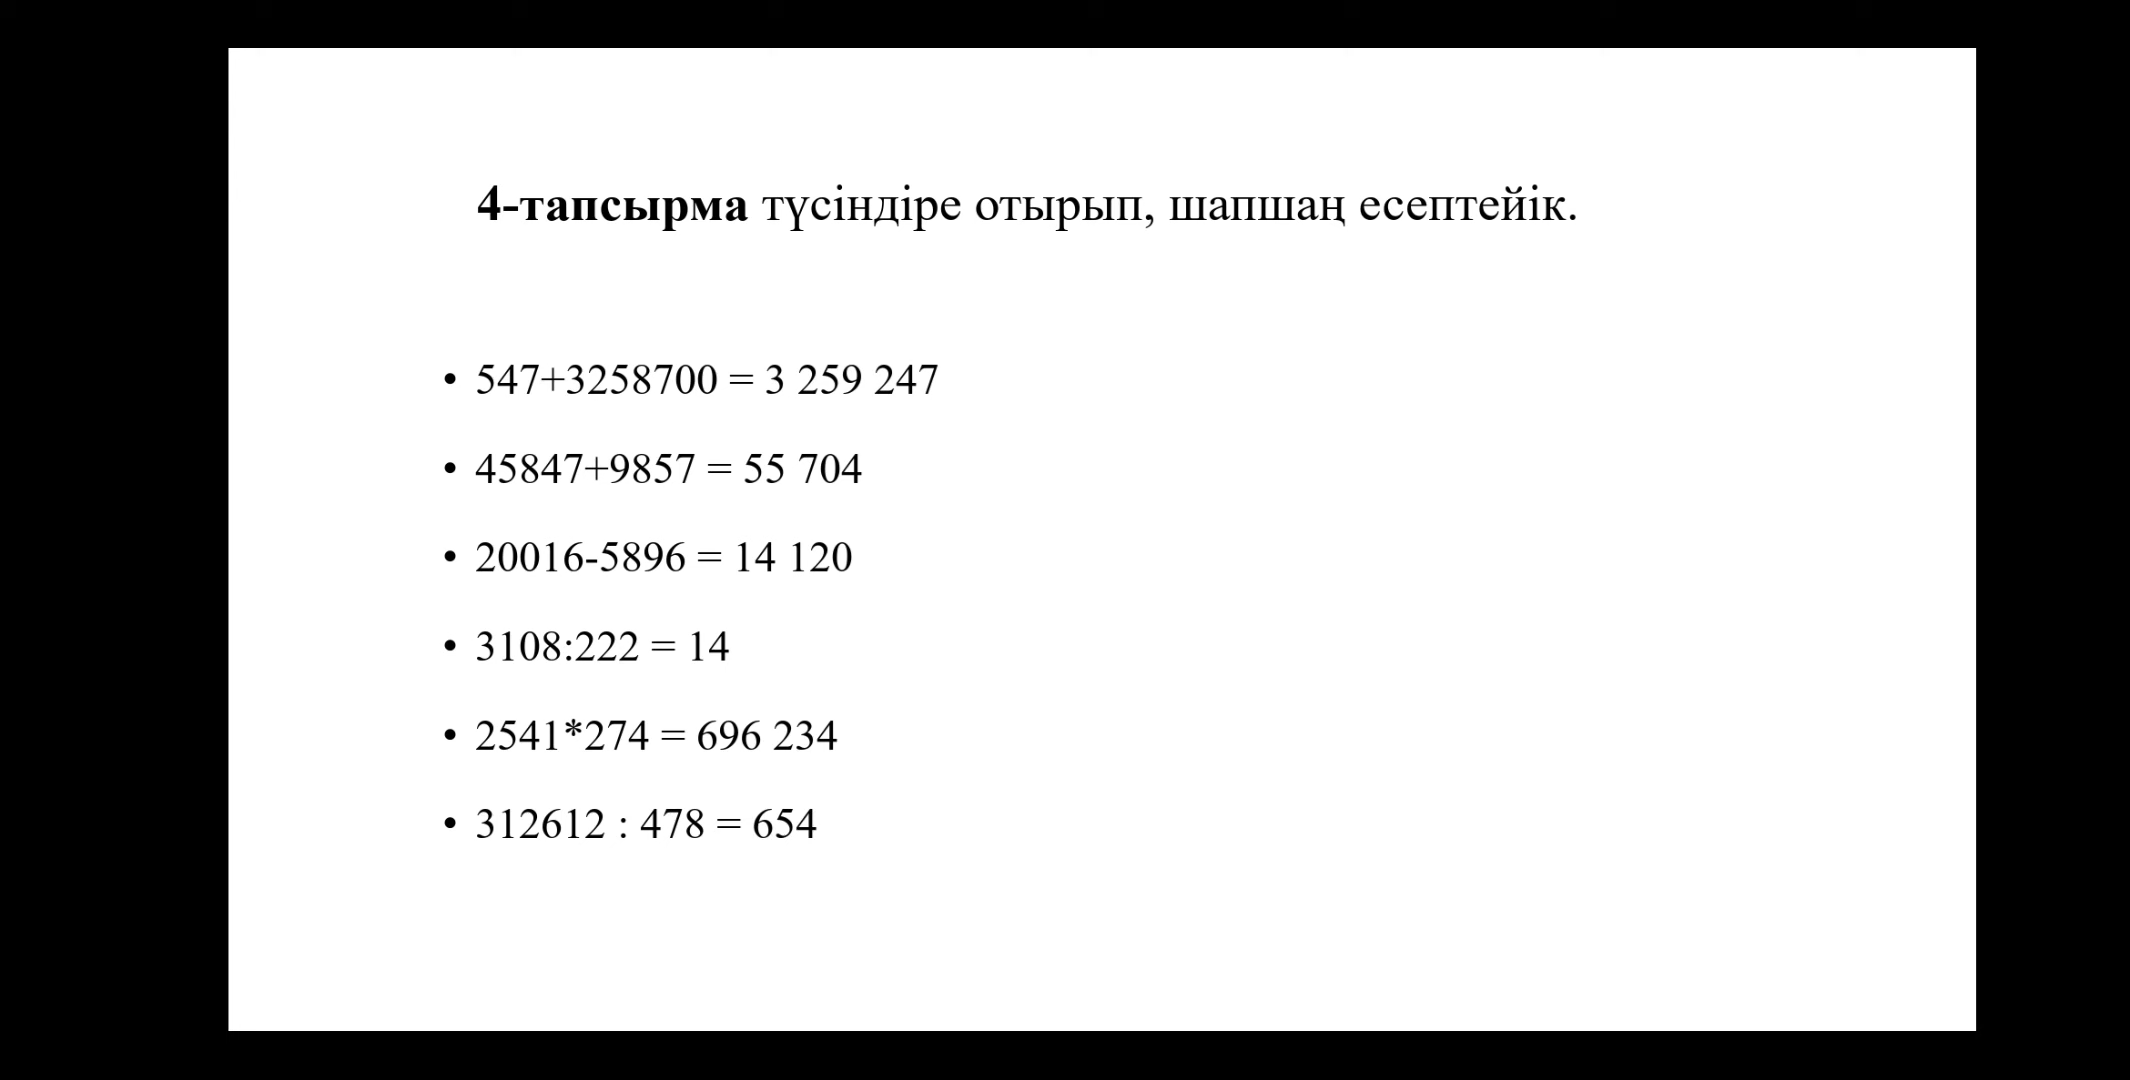 4-тапсырма түсіндіре отырып, шапшаң есептейік.
• 547+3258700 = 3 259 247
• 45847+9857 = 55 704
• 20016-5896 = 14 120
• 3108:222 = 14
• 2541*274 = 696 234
• 312612 : 478 = 654